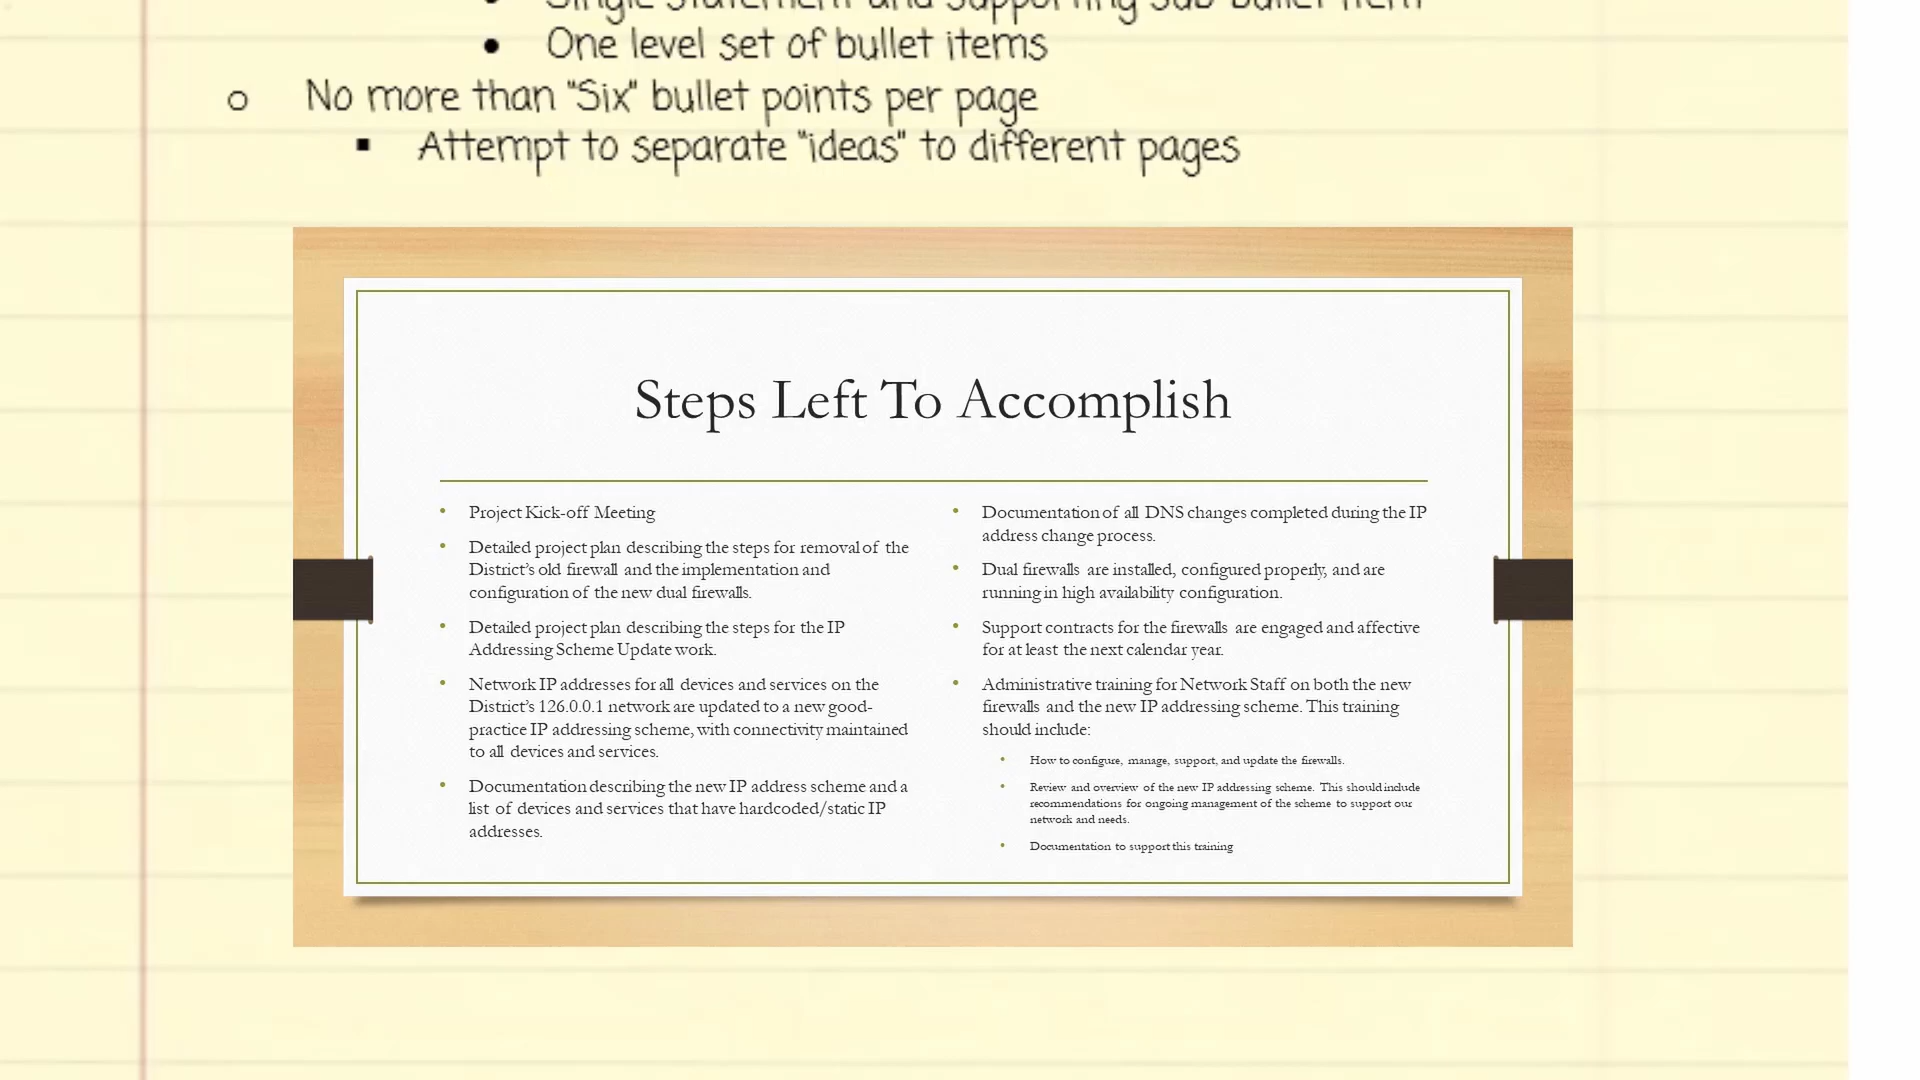 Single statement and supporting sub-bullet item
• One level set of bullet items
o No more than "Six" bullet points per page
▪ Attempt to separate "ideas" to different pages
Steps Left To Accomplish
• Project Kick-off Meeting
• Detailed project plan describing the steps for removal of the
District's old firewall and the implementation and
configuration of the new dual firewalls.
• Detailed project plan describing the steps for the IP
Addressing Scheme Update work.
• Network IP addresses for all devices and services on the
District's 126.0.0.1 network are updated to a new good-
practice IP addressing scheme, with connectivity maintained
to all devices and services.
• Documentation describing the new IP address scheme and a
list of devices and services that have hardcoded/static IP
addresses.
• Documentation of all DNS changes completed during the IP
address change process.
• Dual firewalls are installed, configured properly, and are
running in high availability configuration.
• Support contracts for the firewalls are engaged and affective
for at least the next calendar year.
• Administrative training for Network Staff on both the new
firewalls and the new IP addressing scheme. This training
should include:
• How to configure, manage, support, and update the firewalls.
• Review and overview of the new IP addressing scheme. This should include
recommendations for ongoing management of the scheme to support our
network and needs.
• Documentation to support this training